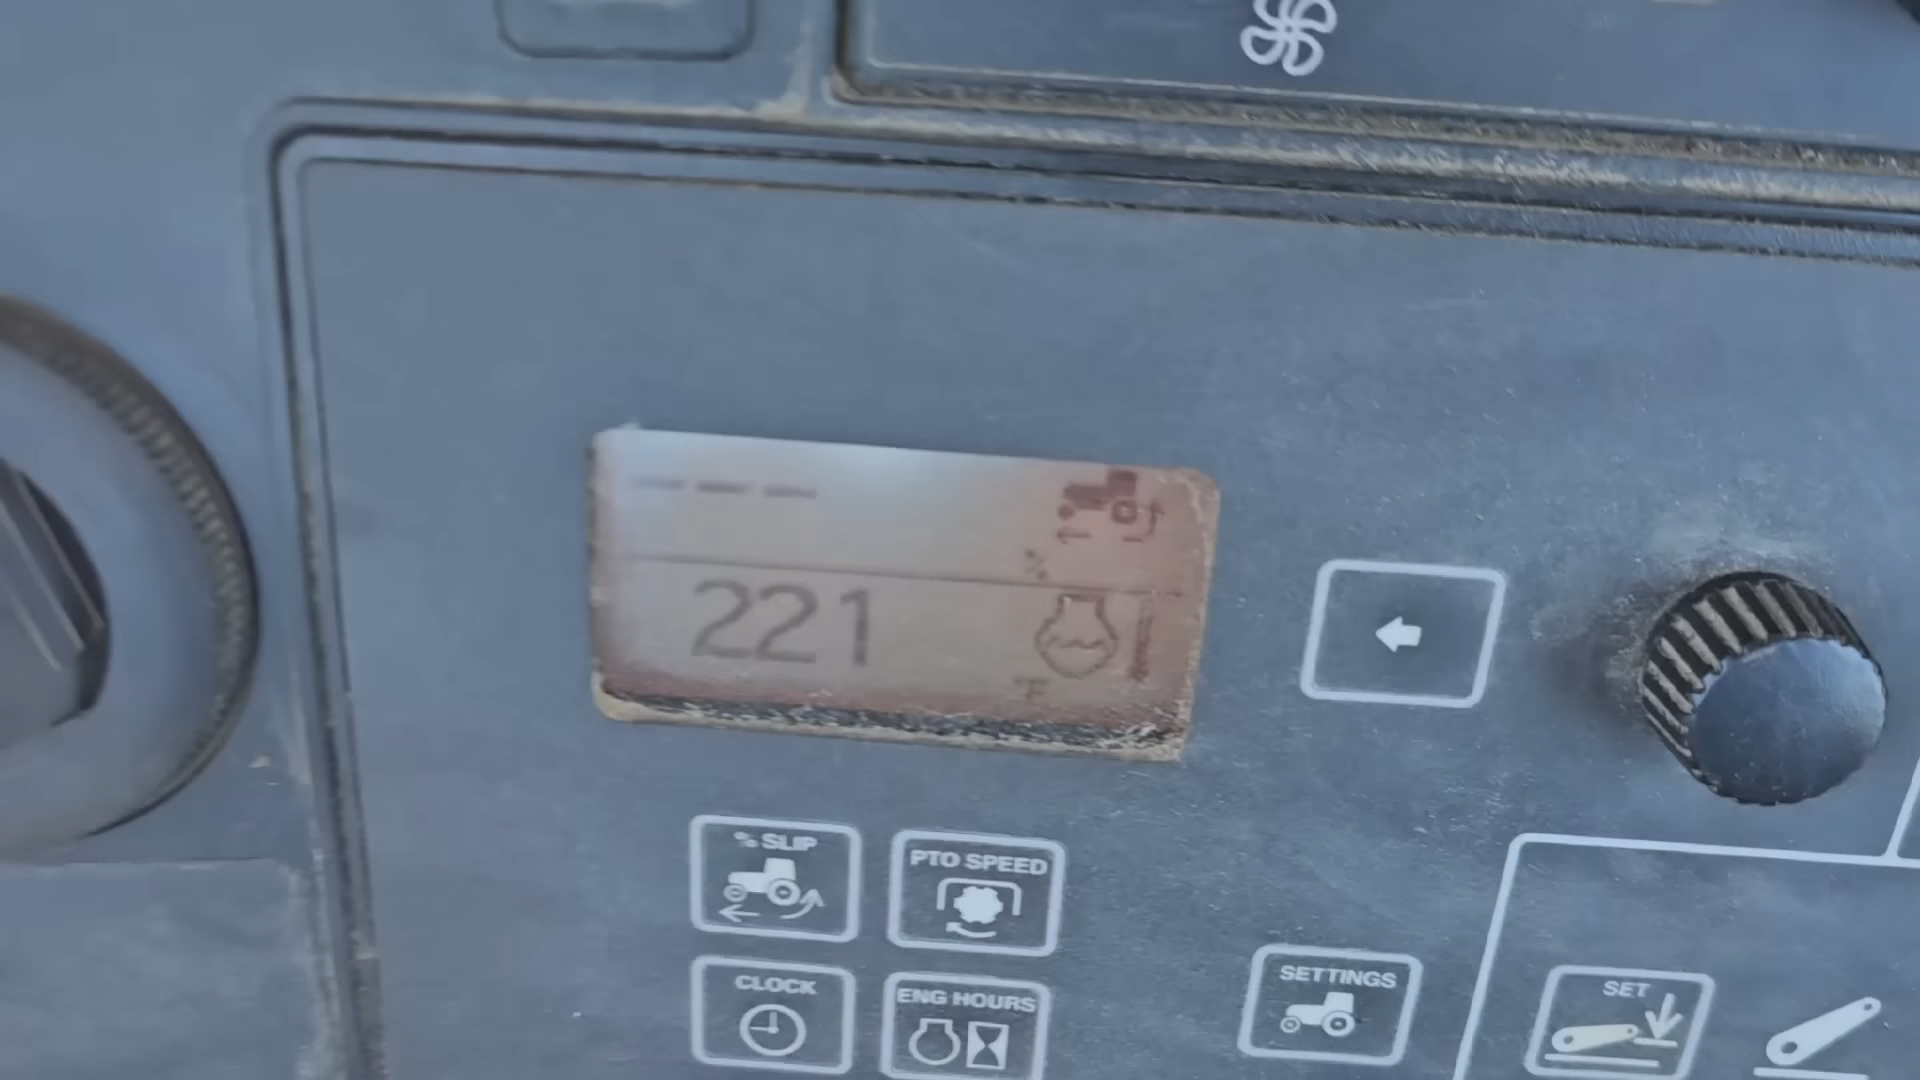 ---
%
221
°F
% SLIP
PTO SPEED
CLOCK
ENG HOURS
SETTINGS
SET